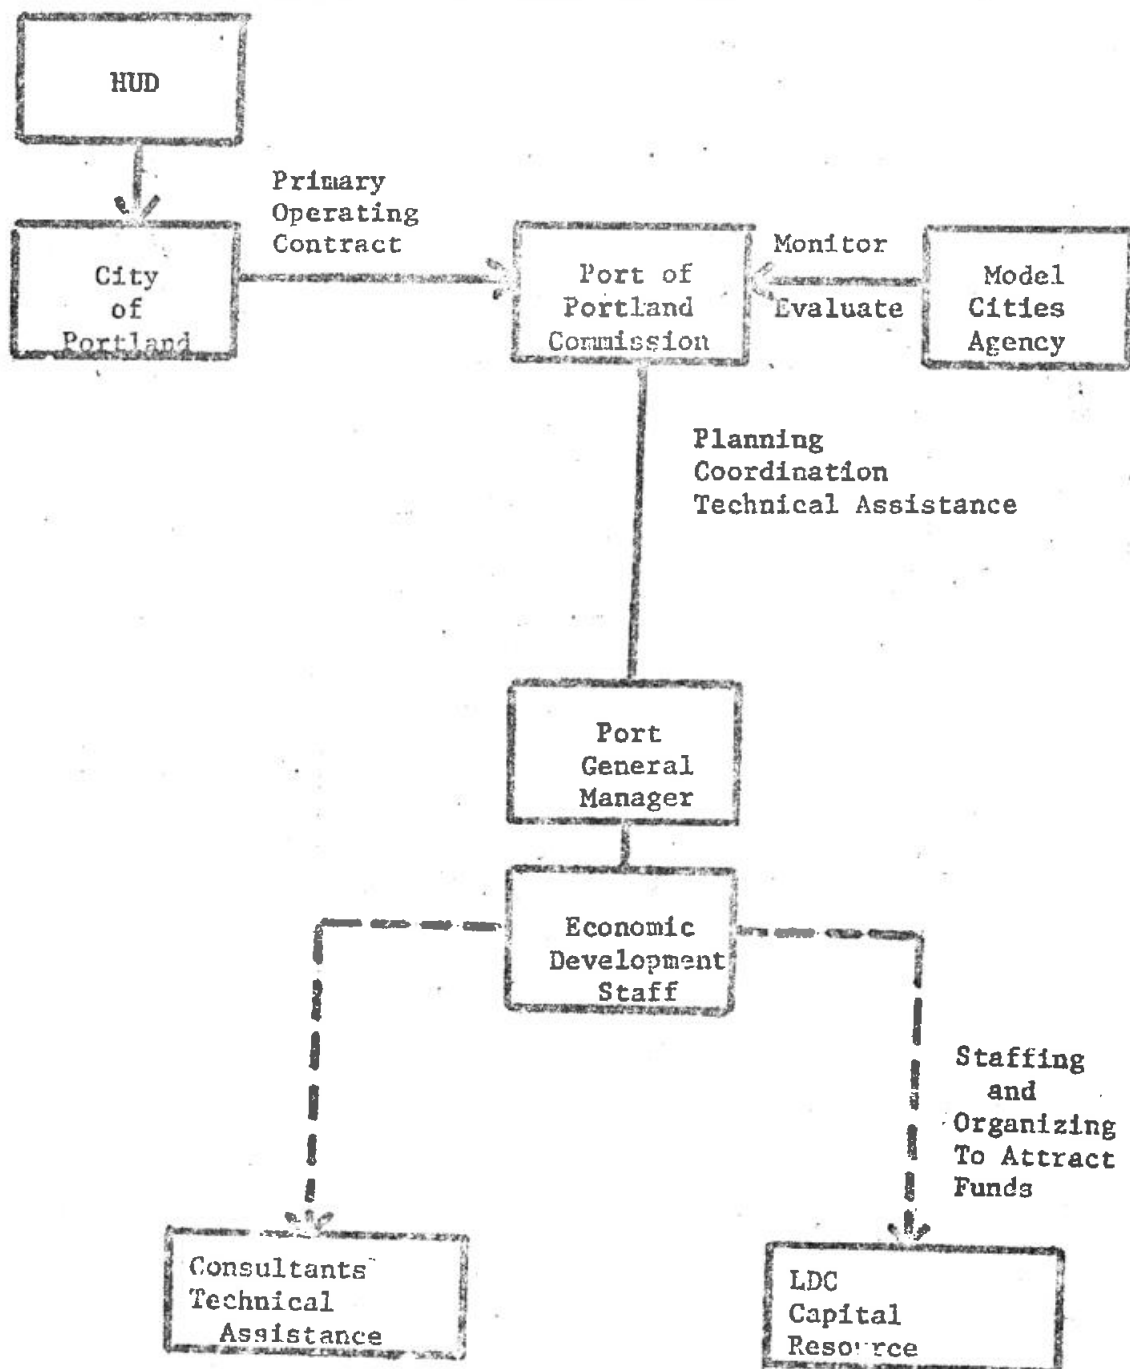 HUD
Primary
Operating
Contract
City
of
Portland
Port of
Portland
Commission
Monitor
Evaluate
Model
Cities
Agency
Planning
Coordination
Technical Assistance
Port
General
Manager
Economic
Development
Staff
Staffing
and
Organizing
To Attract
Funds
Consultants
Technical
Assistance
LDC
Capital
Resource